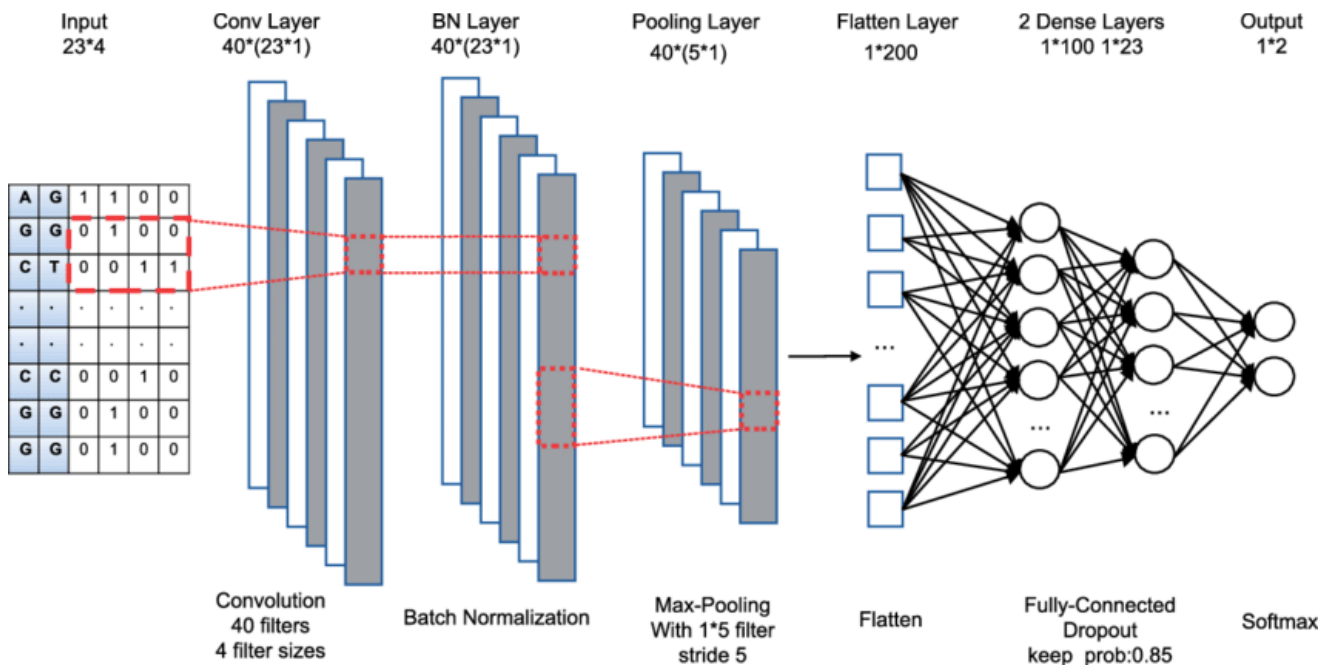 Input
23*4
Conv Layer
40*(23*1)
BN Layer
40*(23*1)
Pooling Layer
40*(5*1)
Flatten Layer
1*200
2 Dense Layers
1*100 1*23
Output
1*2
A G 1 1 0 0
G G 0 1 0 0
C T 0 0 1 1
. . . . . .
. . . . . .
C C 0 0 1 0
G G 0 1 0 0
G G 0 1 0 0
...
...
...
Convolution
40 filters
4 filter sizes
Batch Normalization
Max-Pooling
With 1*5 filter
stride 5
Flatten
Fully-Connected
Dropout
keep_prob:0.85
Softmax